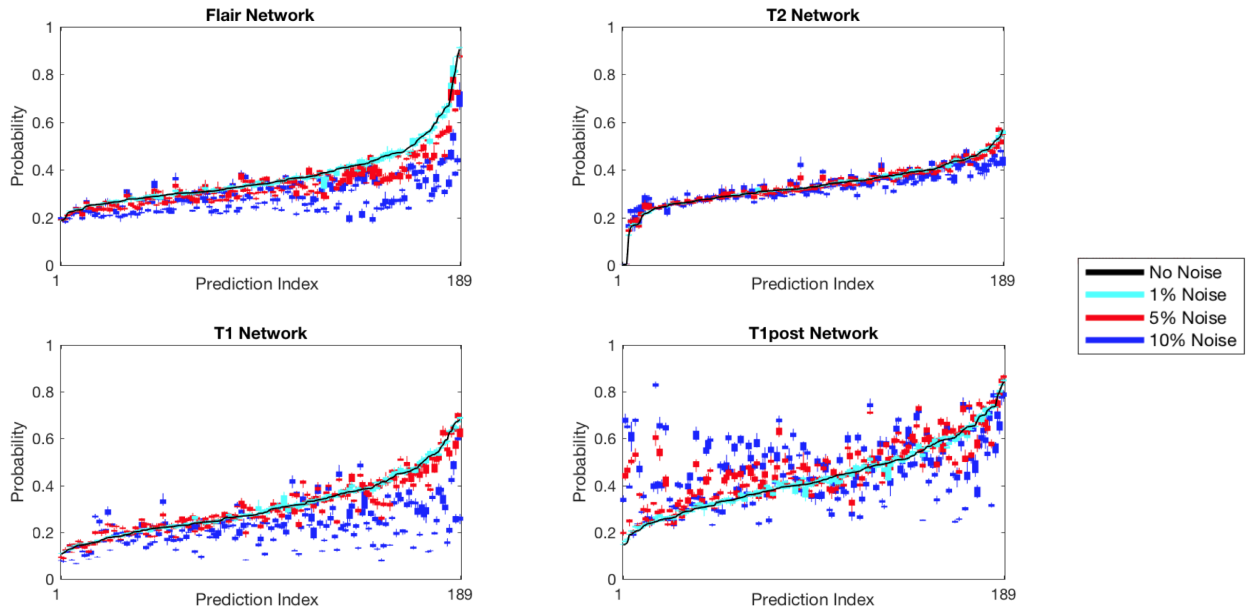 Flair Network
1
0.8
0.6
0.4
0.2
0
Probability
1
Prediction Index
189
T2 Network
1
0.8
0.6
0.4
0.2
0
Probability
1
Prediction Index
189
T1 Network
1
0.8
0.6
0.4
0.2
0
Probability
1
Prediction Index
189
T1post Network
1
0.8
0.6
0.4
0.2
0
Probability
1
Prediction Index
189
No Noise
1% Noise
5% Noise
10% Noise